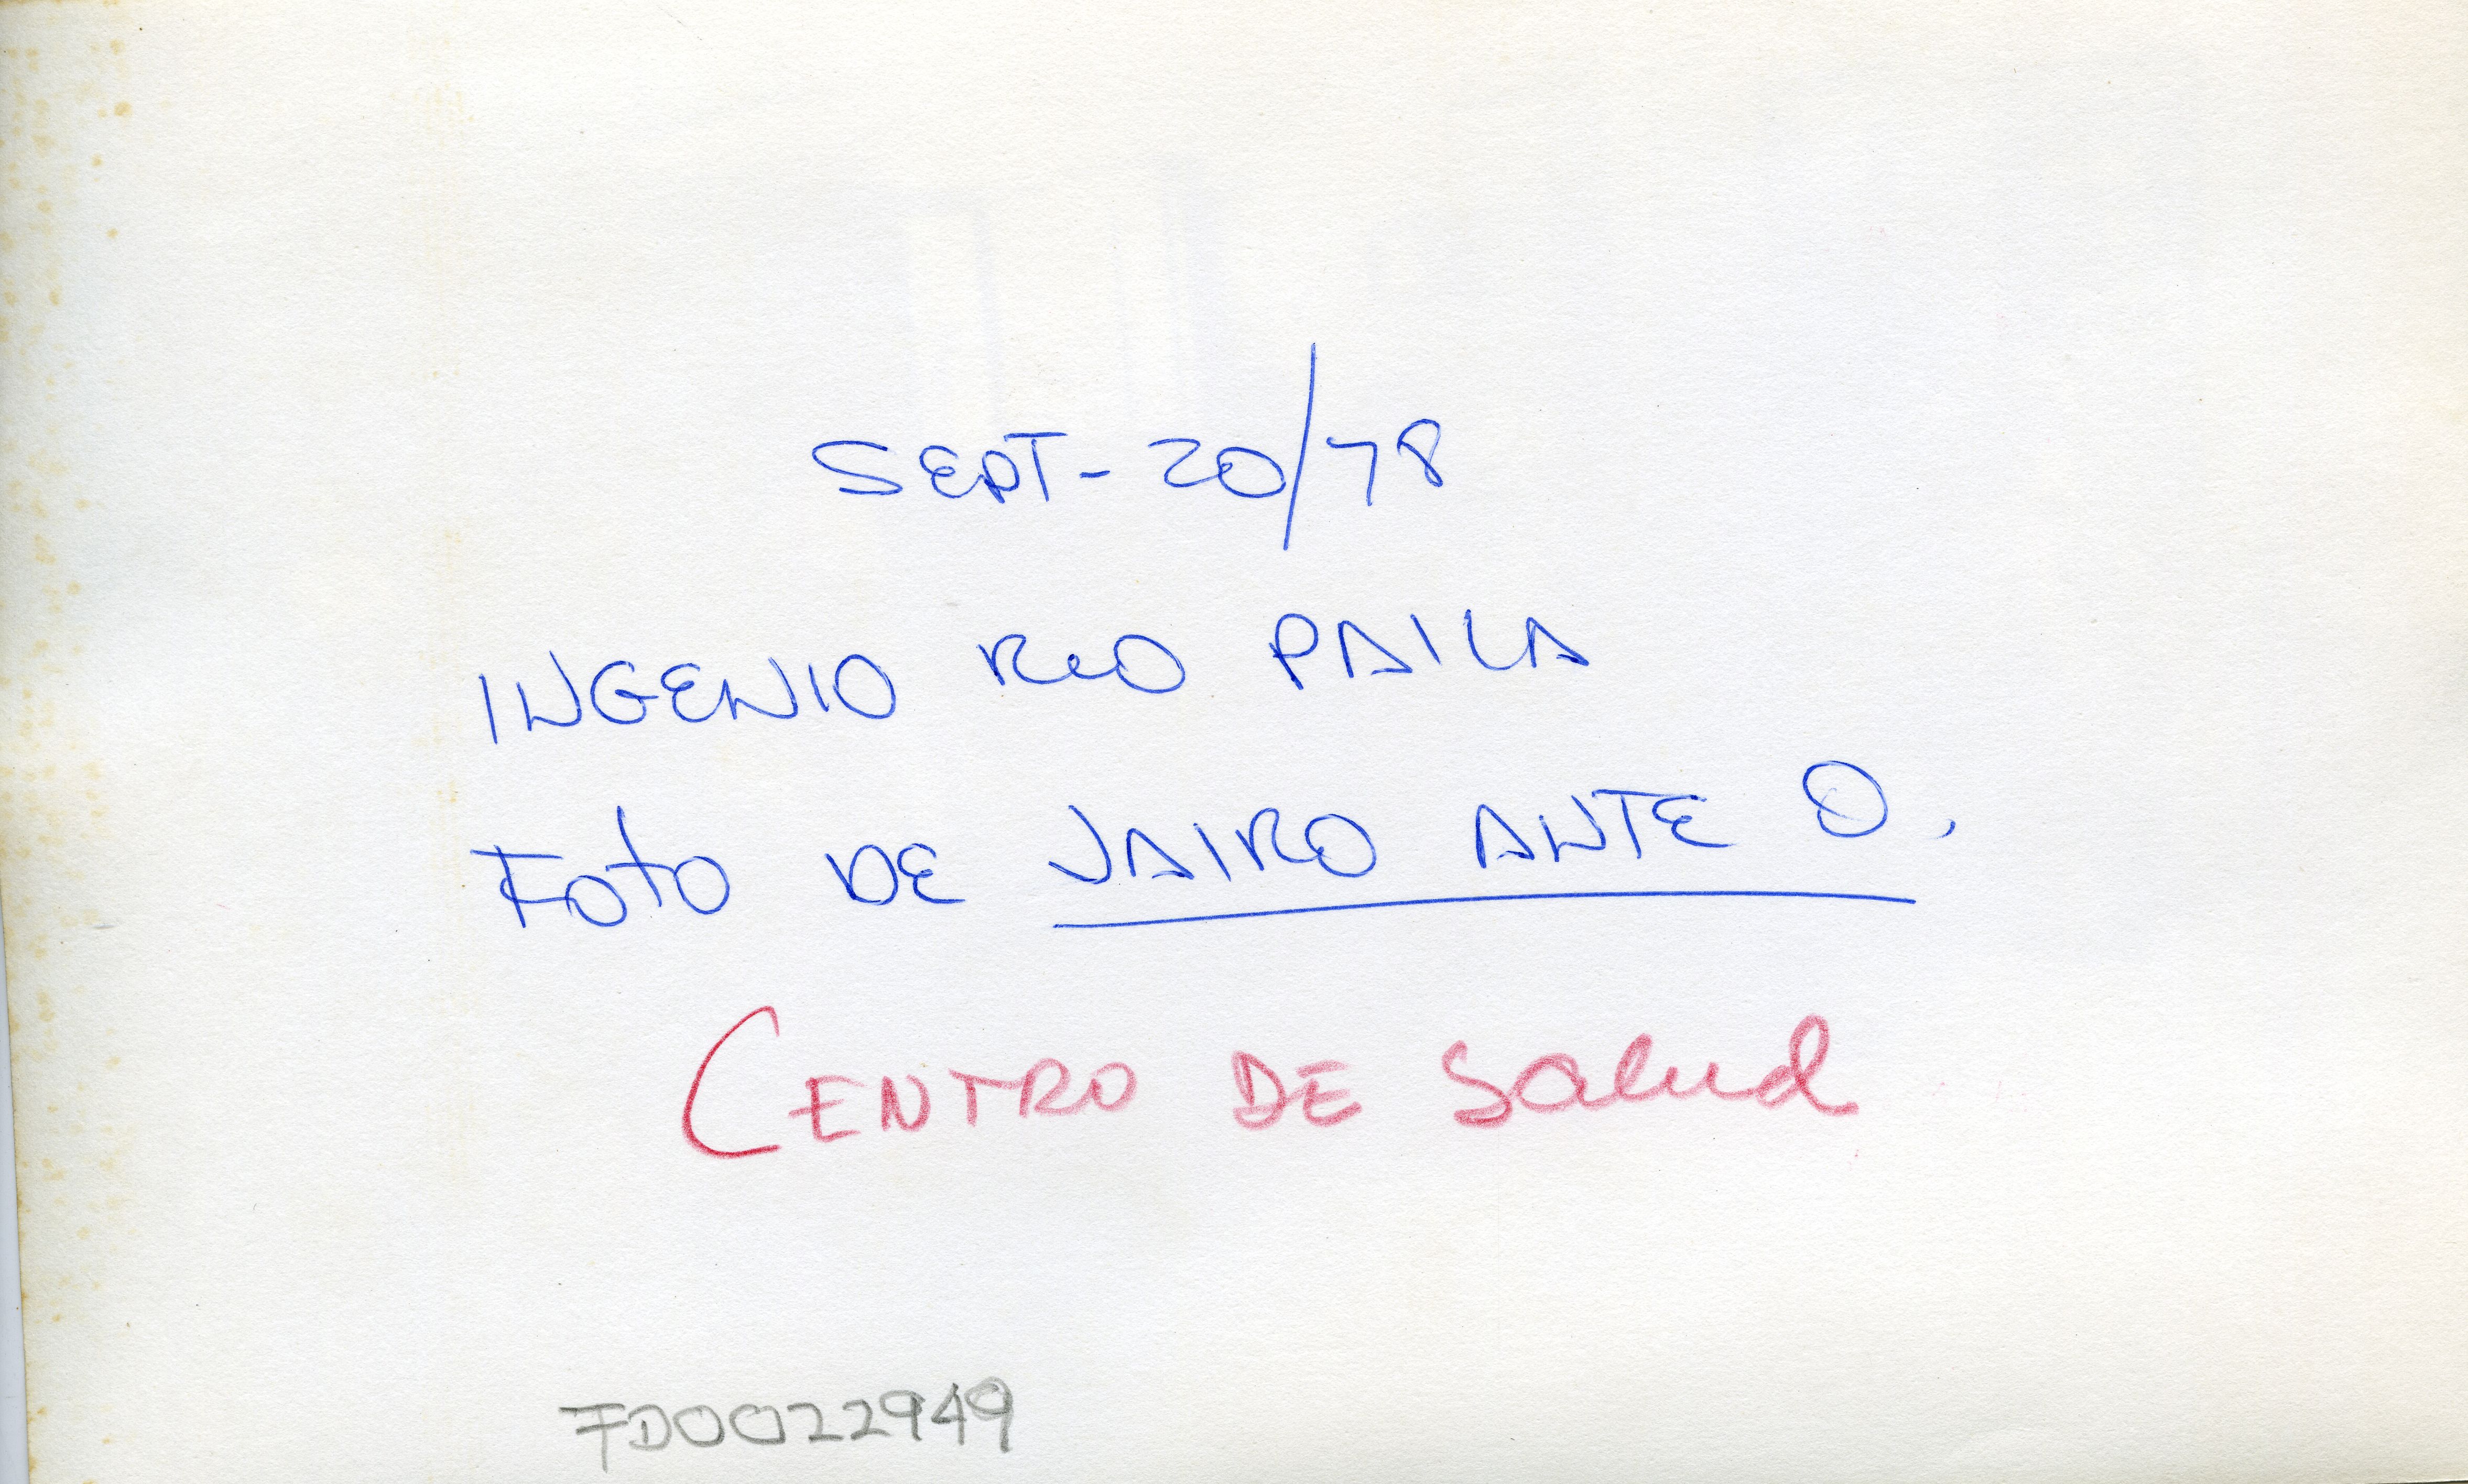 SEPT - 20/78
INGENIO RIO PAILA
FOTO DE JAIRO ANTE O.
CENTRO DE Salud
FD0022949